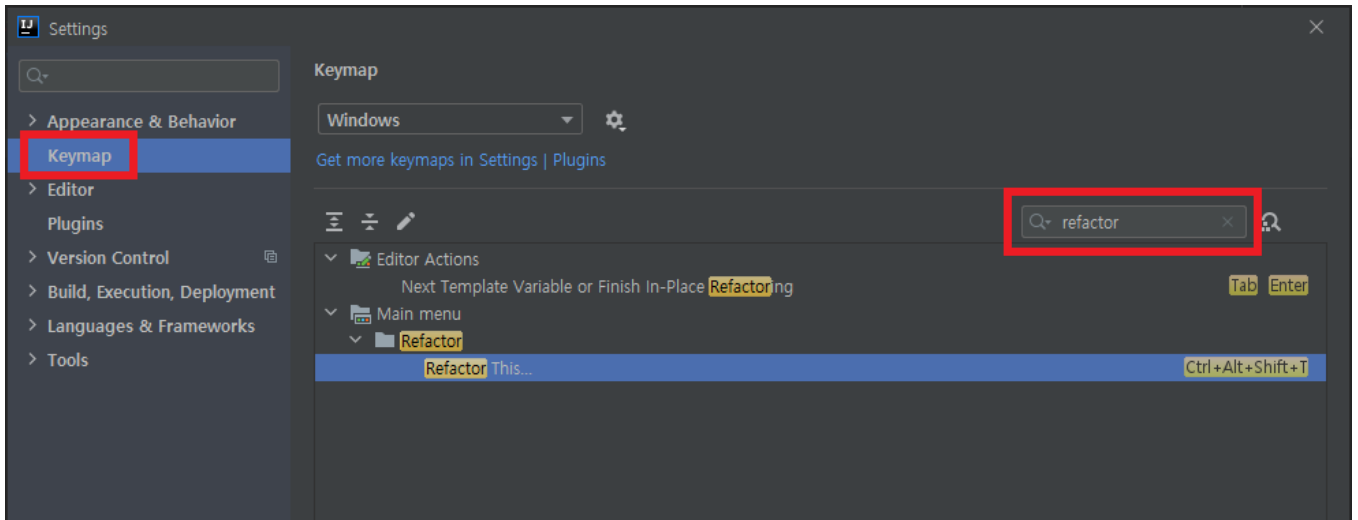 IJ Settings
Keymap
Appearance & Behavior
Keymap
Editor
Plugins
Version Control
Build, Execution, Deployment
Languages & Frameworks
Tools
Windows
Get more keymaps in Settings | Plugins
refactor
Editor Actions
Next Template Variable or Finish In-Place Refactoring Tab Enter
Main menu
Refactor
Refactor This... Ctrl+Alt+Shift+T